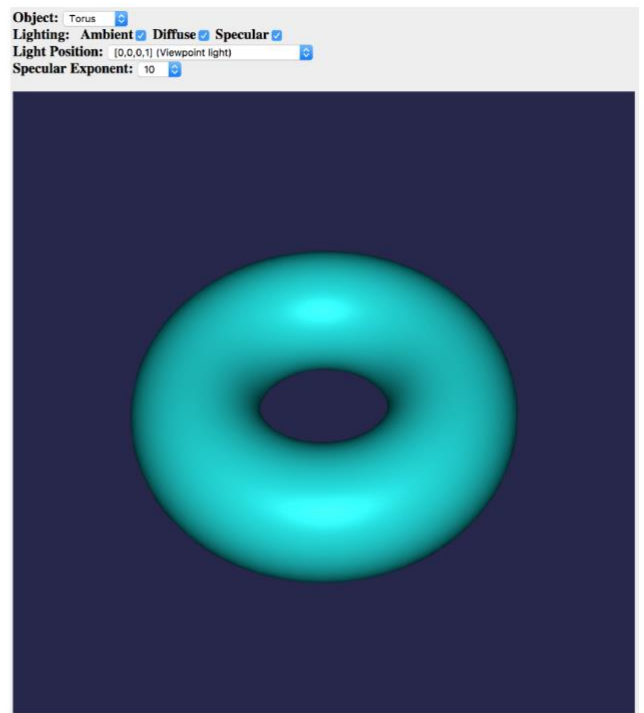 Object: Torus
Lighting: Ambient Diffuse Specular
Light Position: [0,0,0,1] (Viewpoint light)
Specular Exponent: 10